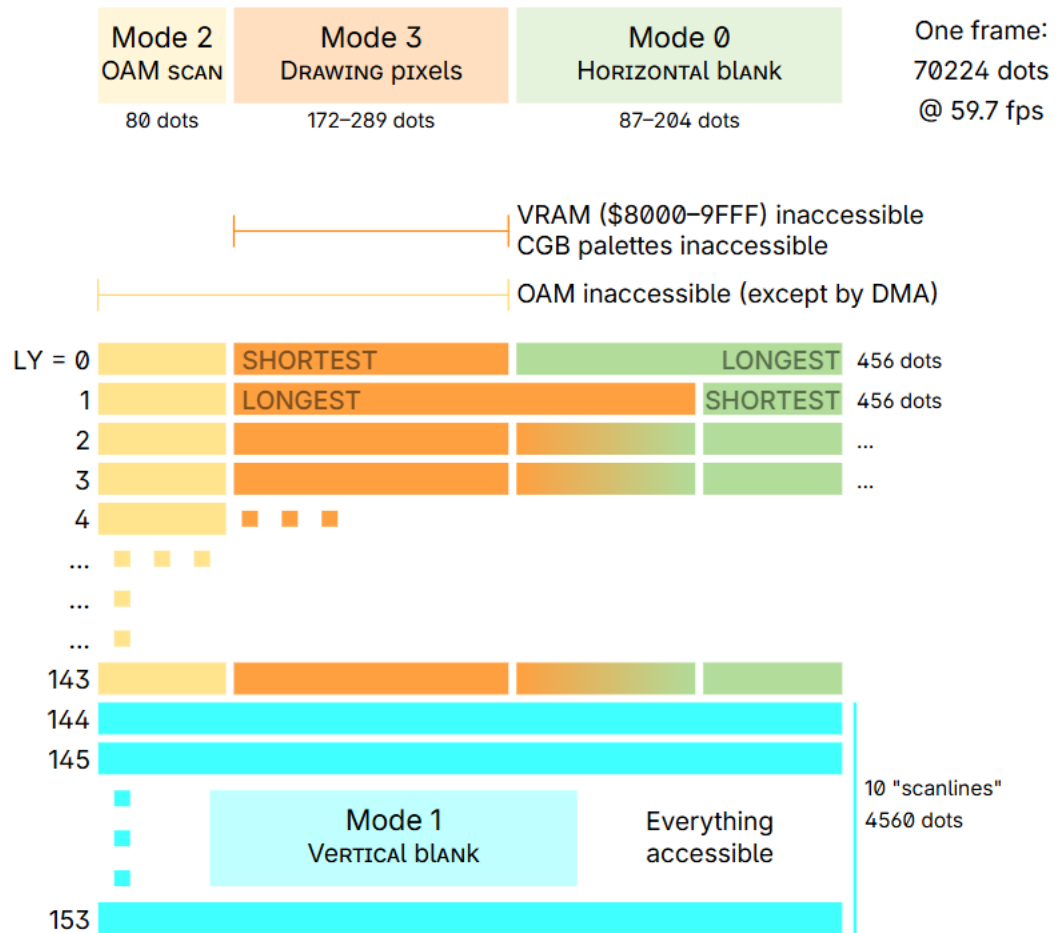 Mode 2
OAM SCAN
80 dots
Mode 3
DRAWING PIXELS
172–289 dots
Mode 0
HORIZONTAL BLANK
87–204 dots
One frame:
70224 dots
@ 59.7 fps
VRAM ($8000–9FFF) inaccessible
CGB palettes inaccessible
OAM inaccessible (except by DMA)
LY = 0 SHORTEST LONGEST 456 dots
1 LONGEST SHORTEST 456 dots
2 ...
3 ...
4
...
...
...
143
144
145
Mode 1
VERTICAL BLANK
Everything
accessible
10 "scanlines"
4560 dots
153